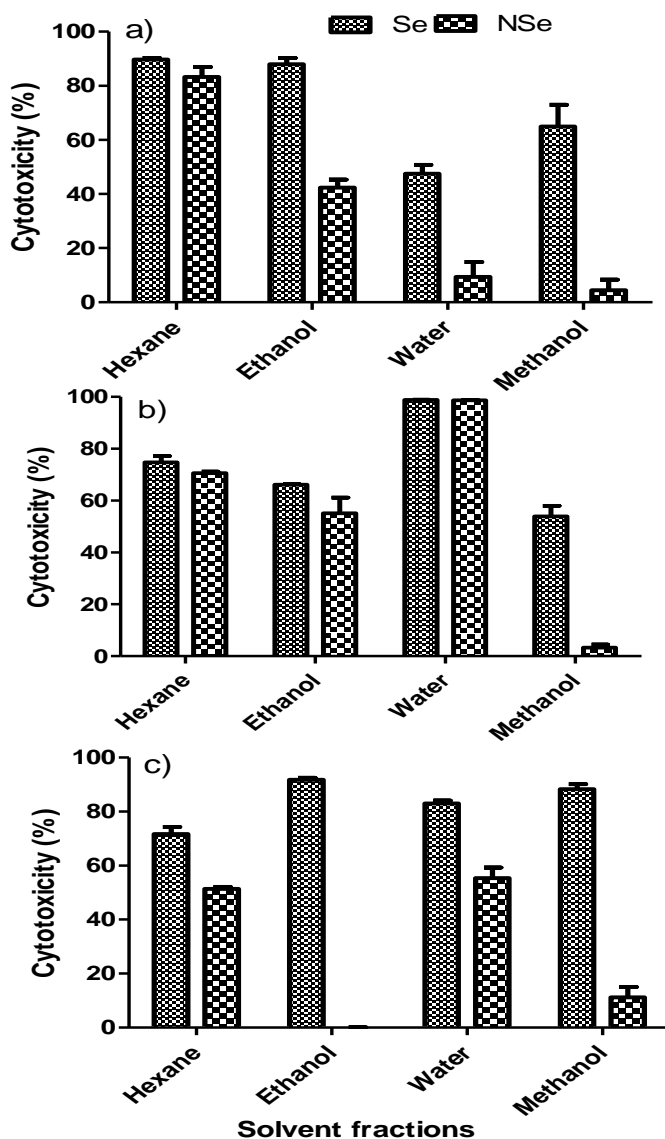 Se NSe
a)
100
80
60
40
20
0
Cytotoxicity (%)
Hexane Ethanol Water Methanol
b)
100
80
60
40
20
0
Cytotoxicity (%)
Hexane Ethanol Water Methanol
c)
100
80
60
40
20
0
Cytotoxicity (%)
Hexane Ethanol Water Methanol
Solvent fractions